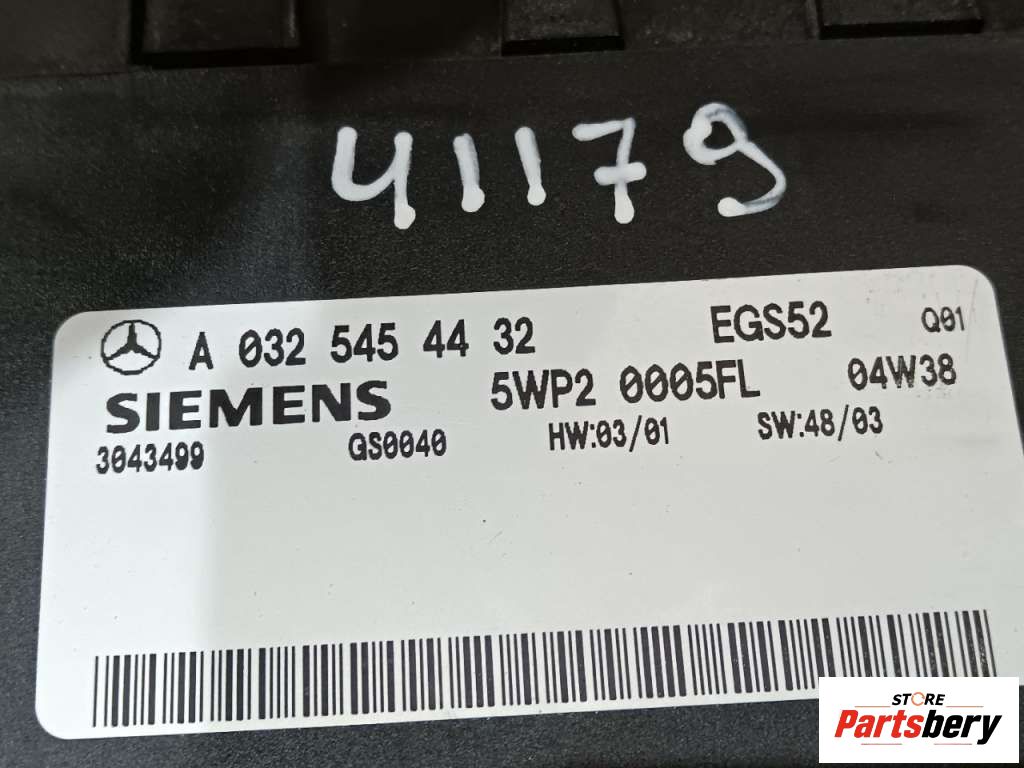 41179
A 032 545 44 32 EGS52 Q01
SIEMENS 5WP2 0005FL 04W38
3043499 GS0040 HW:03/01 SW:48/03
STORE
Partsbery